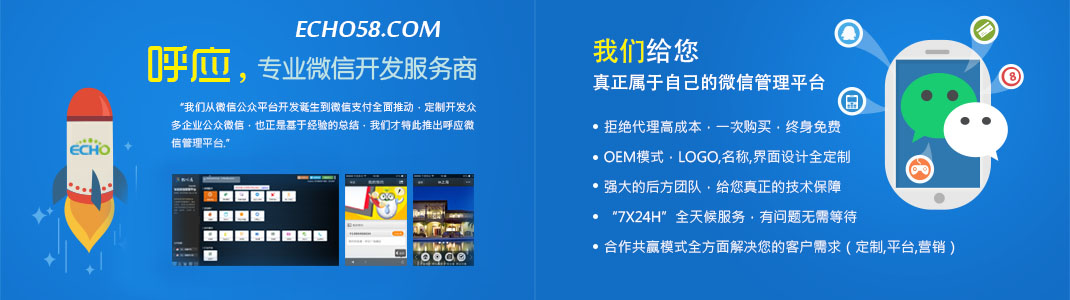 ECHO58.COM
呼应，专业微信开发服务商
“我们从微信公众平台开发诞生到微信支付全面推动，定制开发众
多企业公众微信，也正是基于经验的总结，我们才特此推出呼应微
信管理平台.”
ECHO
我们给您
真正属于自己的微信管理平台
• 拒绝代理高成本，一次购买，终身免费
• OEM模式，LOGO,名称,界面设计全定制
• 强大的后方团队，给您真正的技术保障
• “7X24H”全天候服务，有问题无需等待
• 合作共赢模式全方面解决您的客户需求（定制,平台,营销）
8